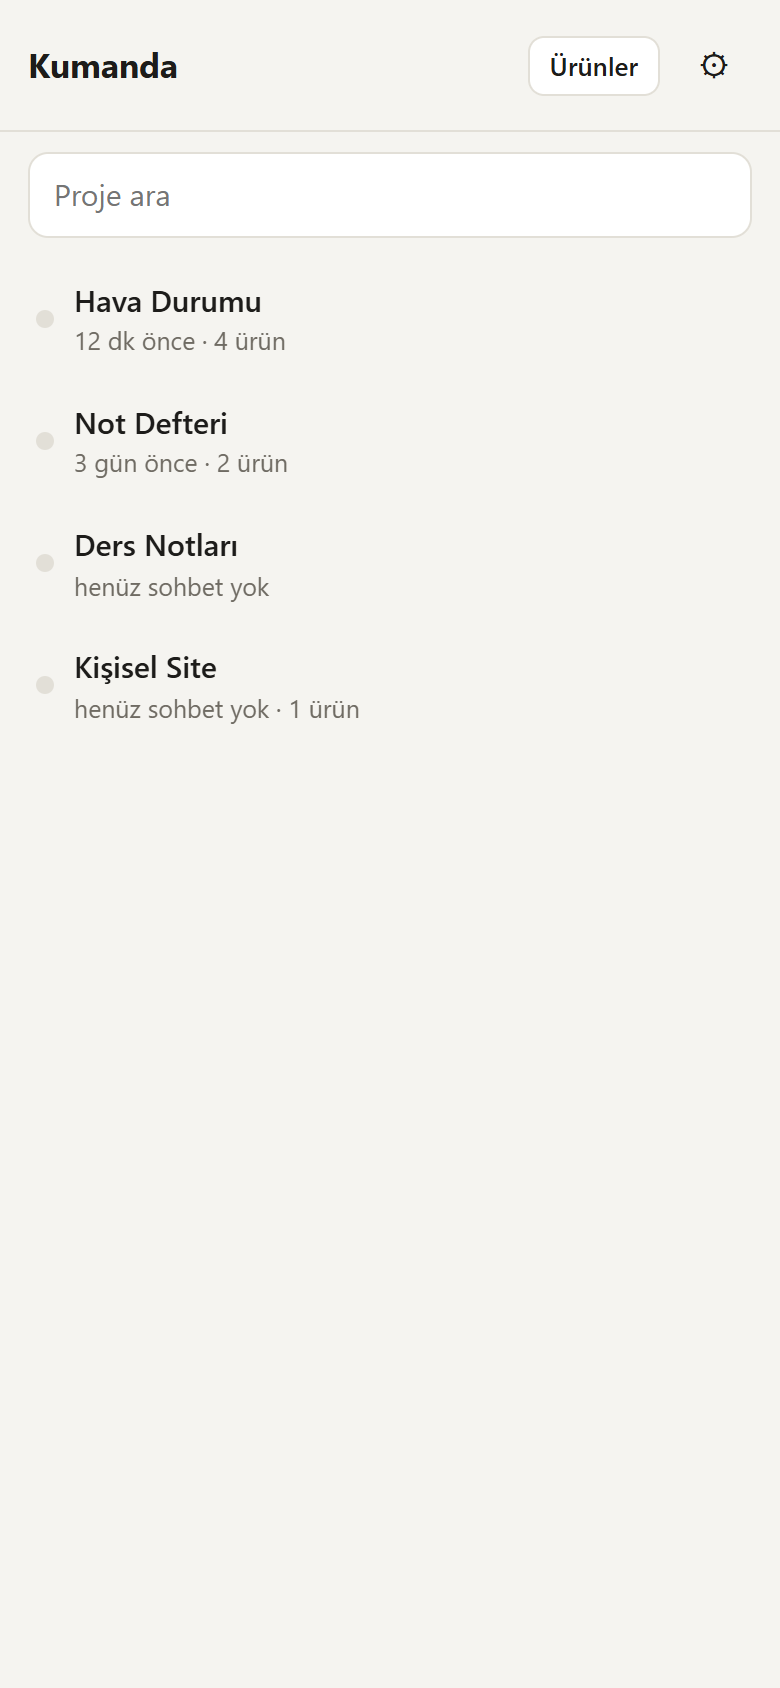 Kumanda
Ürünler
Proje ara
Hava Durumu
12 dk önce · 4 ürün
Not Defteri
3 gün önce · 2 ürün
Ders Notları
henüz sohbet yok
Kişisel Site
henüz sohbet yok · 1 ürün